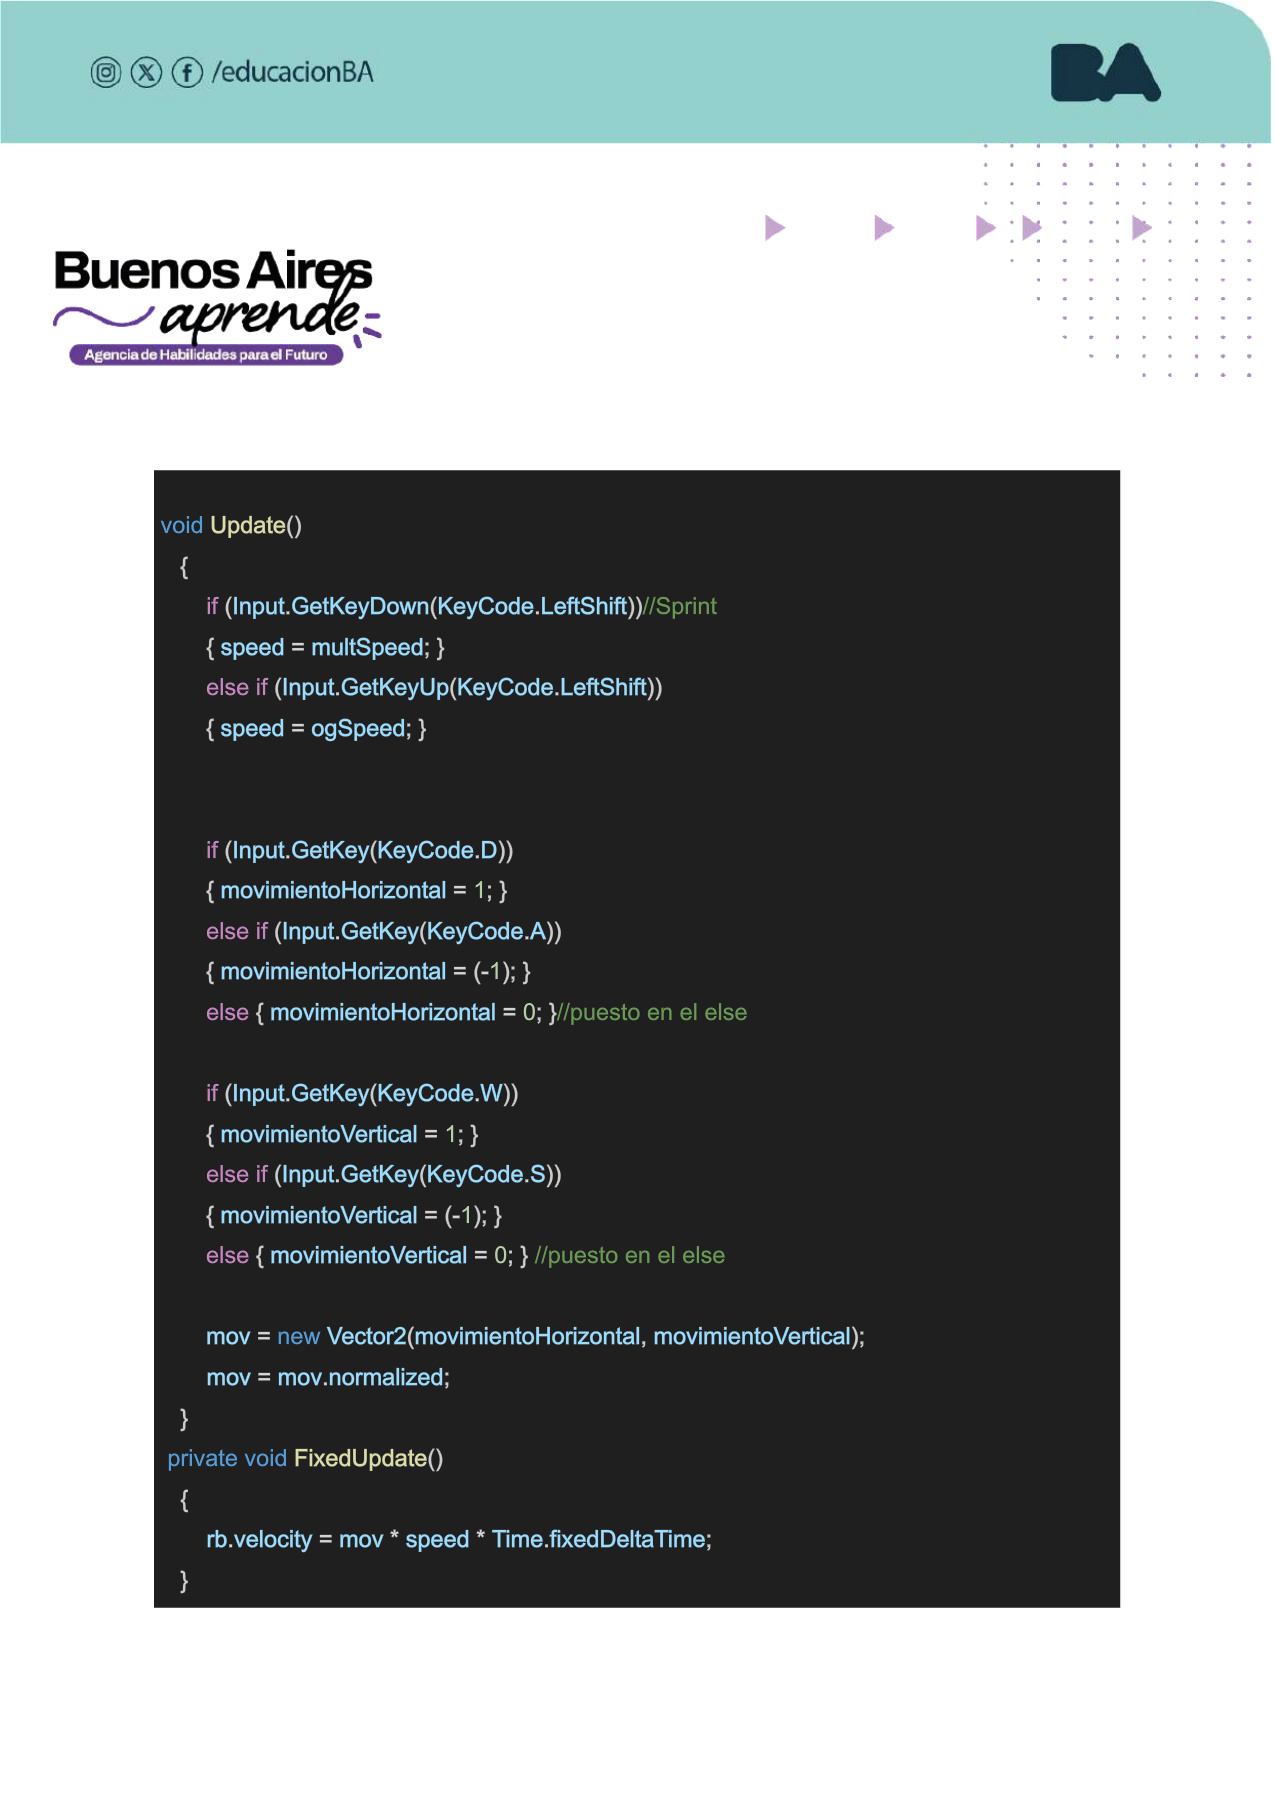 /educacionBA
BA
Buenos Aires
aprende
Agencia de Habilidades para el Futuro
void Update()
{
if (Input.GetKeyDown(KeyCode.LeftShift))//Sprint
{ speed = multSpeed; }
else if (Input.GetKeyUp(KeyCode.LeftShift))
{ speed = ogSpeed; }
if (Input.GetKey(KeyCode.D))
{ movimientoHorizontal = 1; }
else if (Input.GetKey(KeyCode.A))
{ movimientoHorizontal = (-1); }
else { movimientoHorizontal = 0; }//puesto en el else
if (Input.GetKey(KeyCode.W))
{ movimientoVertical = 1; }
else if (Input.GetKey(KeyCode.S))
{ movimientoVertical = (-1); }
else { movimientoVertical = 0; } //puesto en el else
mov = new Vector2(movimientoHorizontal, movimientoVertical);
mov = mov.normalized;
}
private void FixedUpdate()
{
rb.velocity = mov * speed * Time.fixedDeltaTime;
}